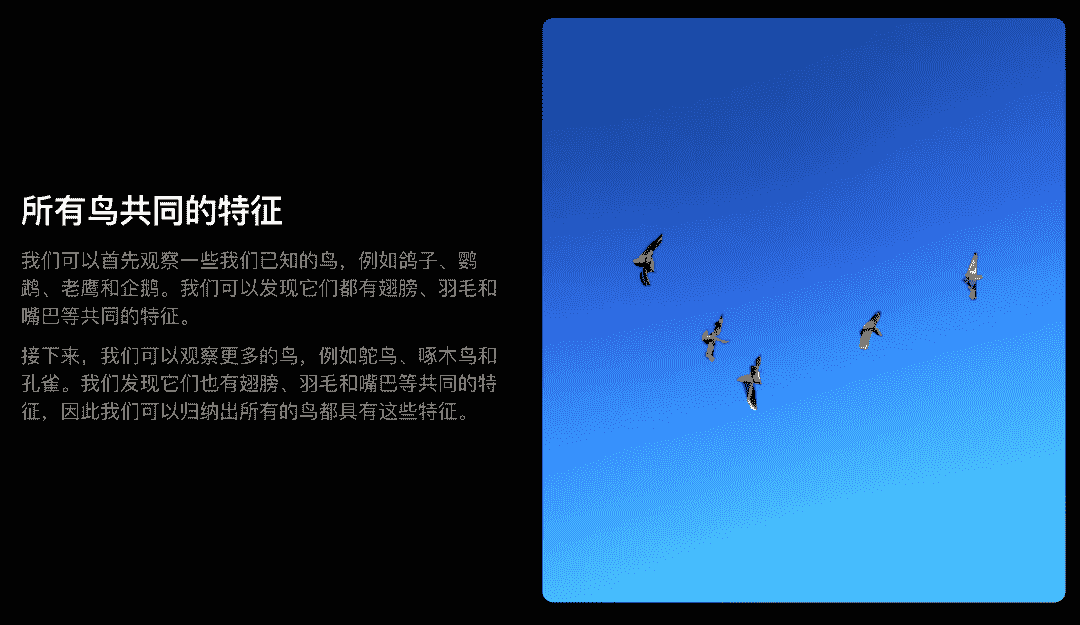 所有鸟共同的特征
我们可以首先观察一些我们已知的鸟，例如鸽子、鹦
鹉、老鹰和企鹅。我们可以发现它们都有翅膀、羽毛和
嘴巴等共同的特征。
接下来，我们可以观察更多的鸟，例如鸵鸟、啄木鸟和
孔雀。我们发现它们也有翅膀、羽毛和嘴巴等共同的特
征，因此我们可以归纳出所有的鸟都具有这些特征。